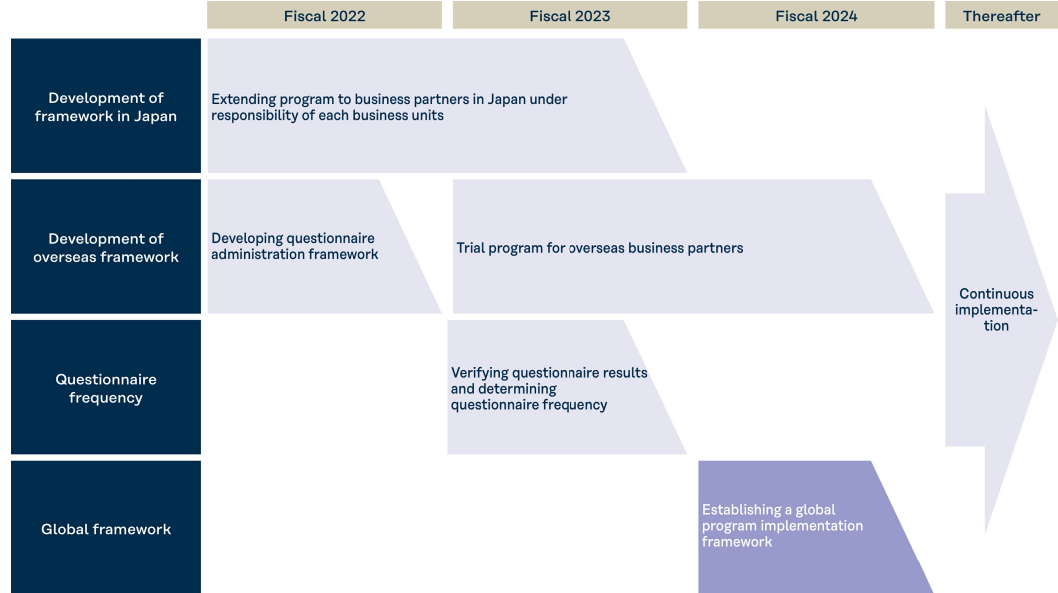 Fiscal 2022
Fiscal 2023
Fiscal 2024
Thereafter
Development of
framework in Japan
Extending program to business partners in Japan under
responsibility of each business units
Development of
overseas framework
Developing questionnaire
administration framework
Trial program for overseas business partners
Continuous
implementa-
tion
Questionnaire
frequency
Verifying questionnaire results
and determining
questionnaire frequency
Global framework
Establishing a global
program implementation
framework